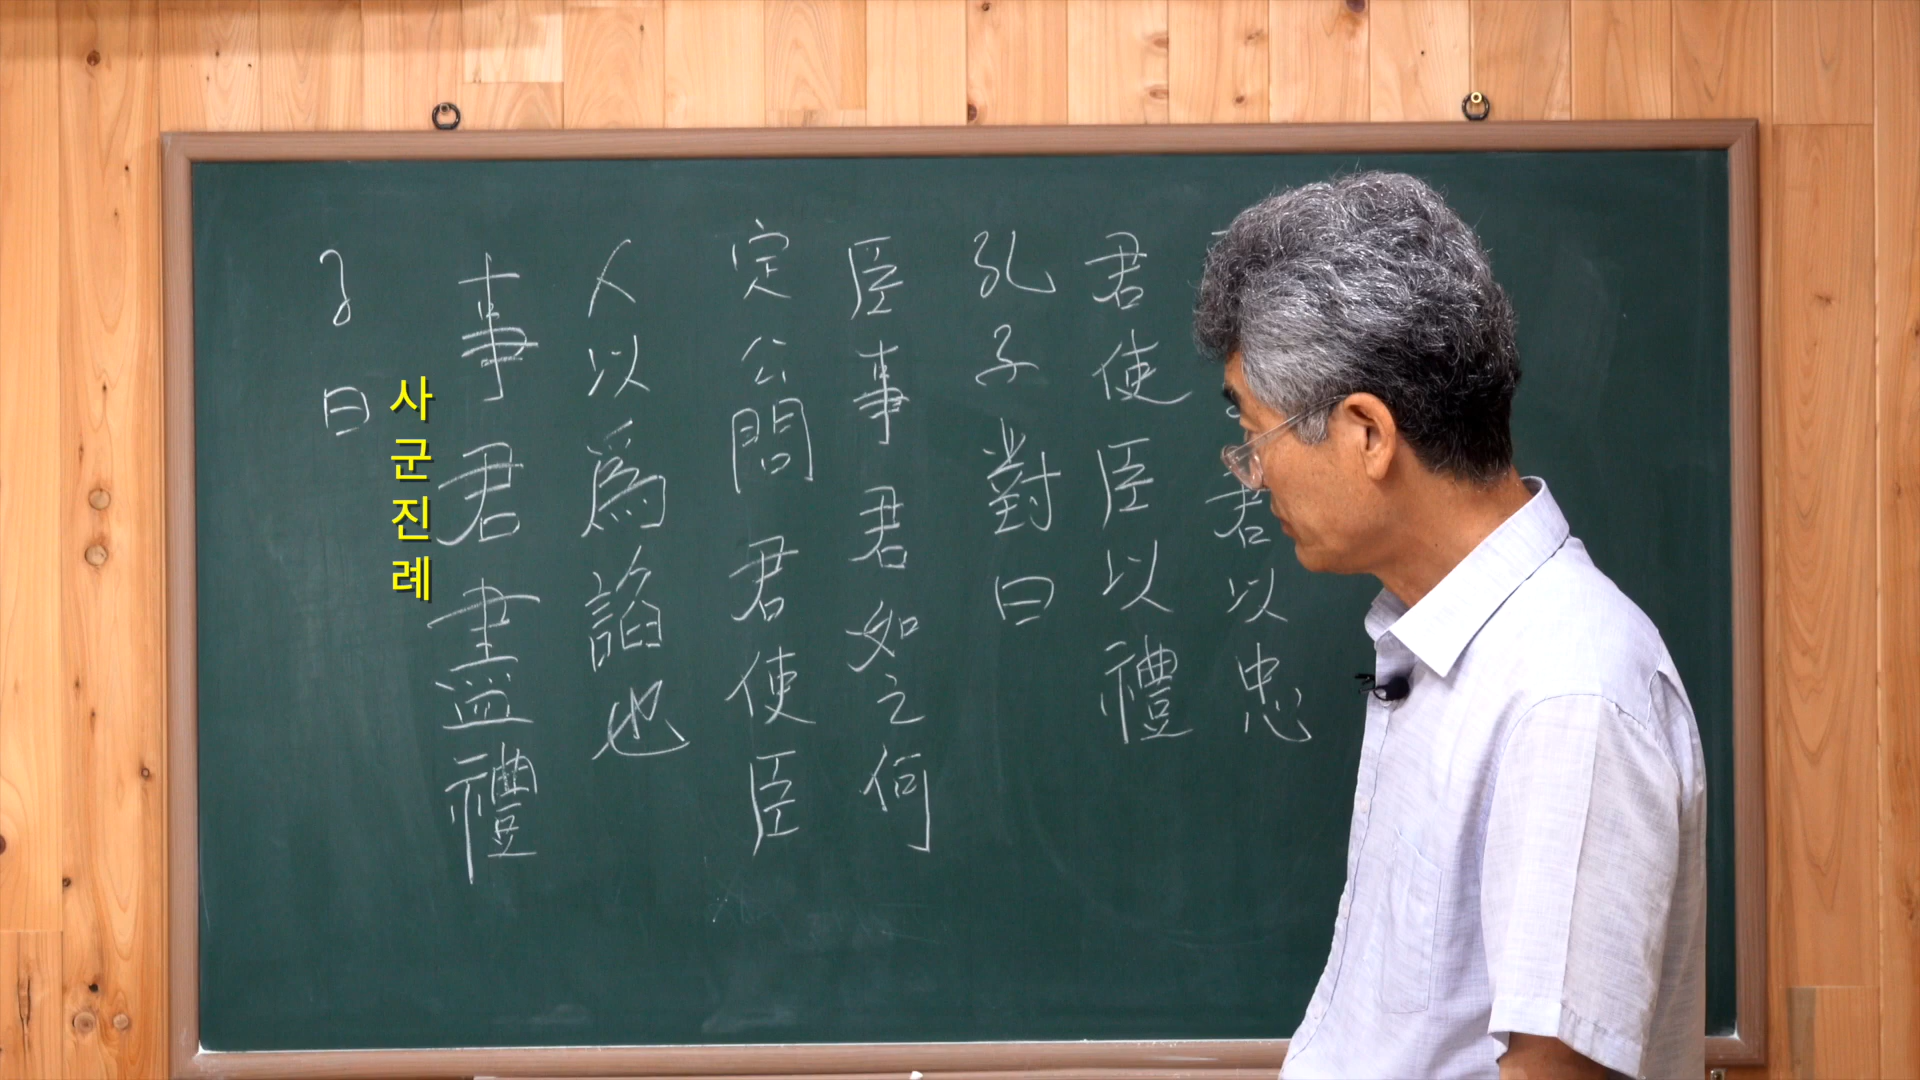 子曰
사군진례
事君盡禮
人以爲諂也
定公問君使臣
臣事君如之何
孔子對曰
君使臣以禮
君以忠